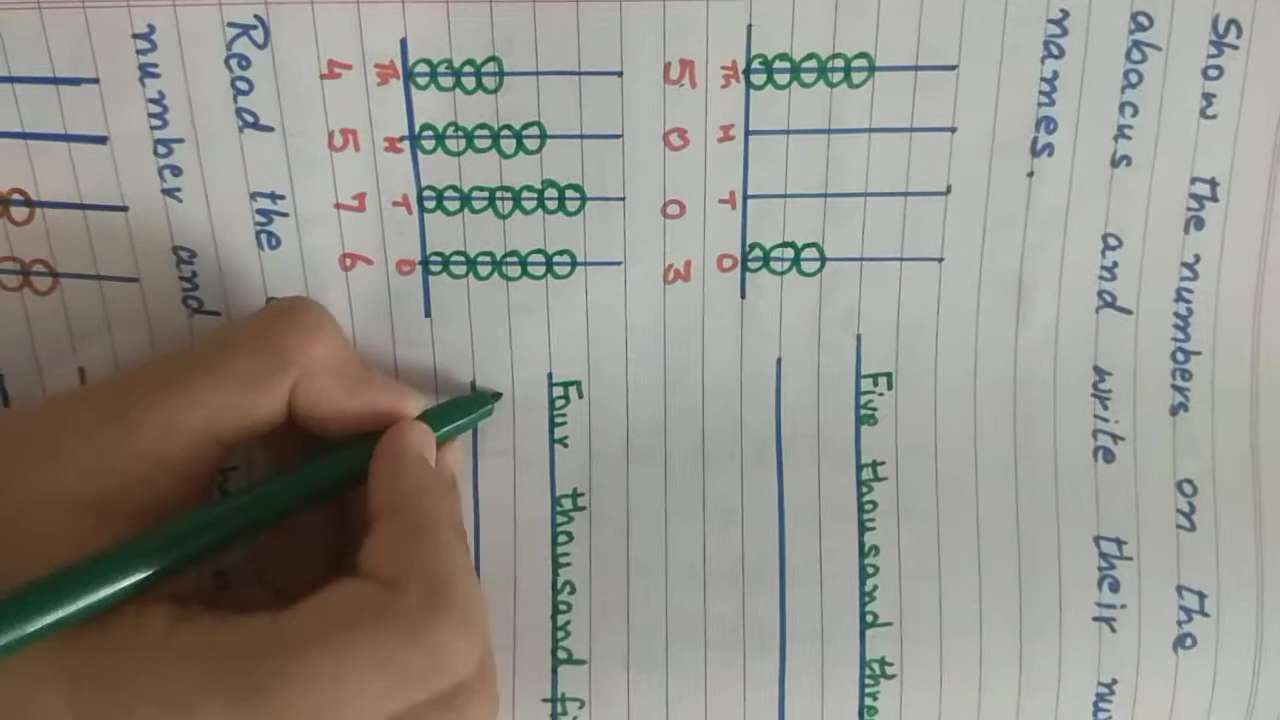 Show the numbers on the
abacus and write their nu
names.
Th H T O
5 0 0 3
Five thousand thre
Th H T O
4 5 7 6
Four thousand fi
Read the
number and